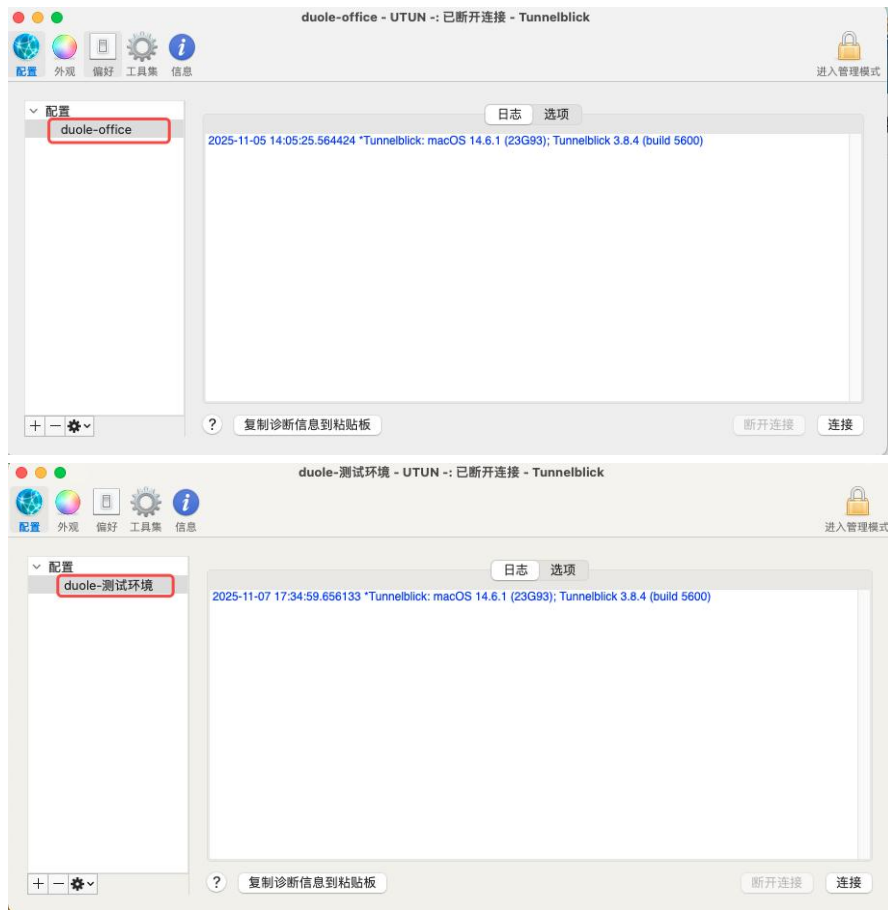 duole-office - UTUN -: 已断开连接 - Tunnelblick
配置 外观 偏好 工具集 信息 进入管理模式
配置
duole-office
日志 选项
2025-11-05 14:05:25.564424 *Tunnelblick: macOS 14.6.1 (23G93); Tunnelblick 3.8.4 (build 5600)
? 复制诊断信息到粘贴板 断开连接 连接
duole-测试环境 - UTUN -: 已断开连接 - Tunnelblick
配置 外观 偏好 工具集 信息 进入管理模式
配置
duole-测试环境
日志 选项
2025-11-07 17:34:59.656133 *Tunnelblick: macOS 14.6.1 (23G93); Tunnelblick 3.8.4 (build 5600)
? 复制诊断信息到粘贴板 断开连接 连接